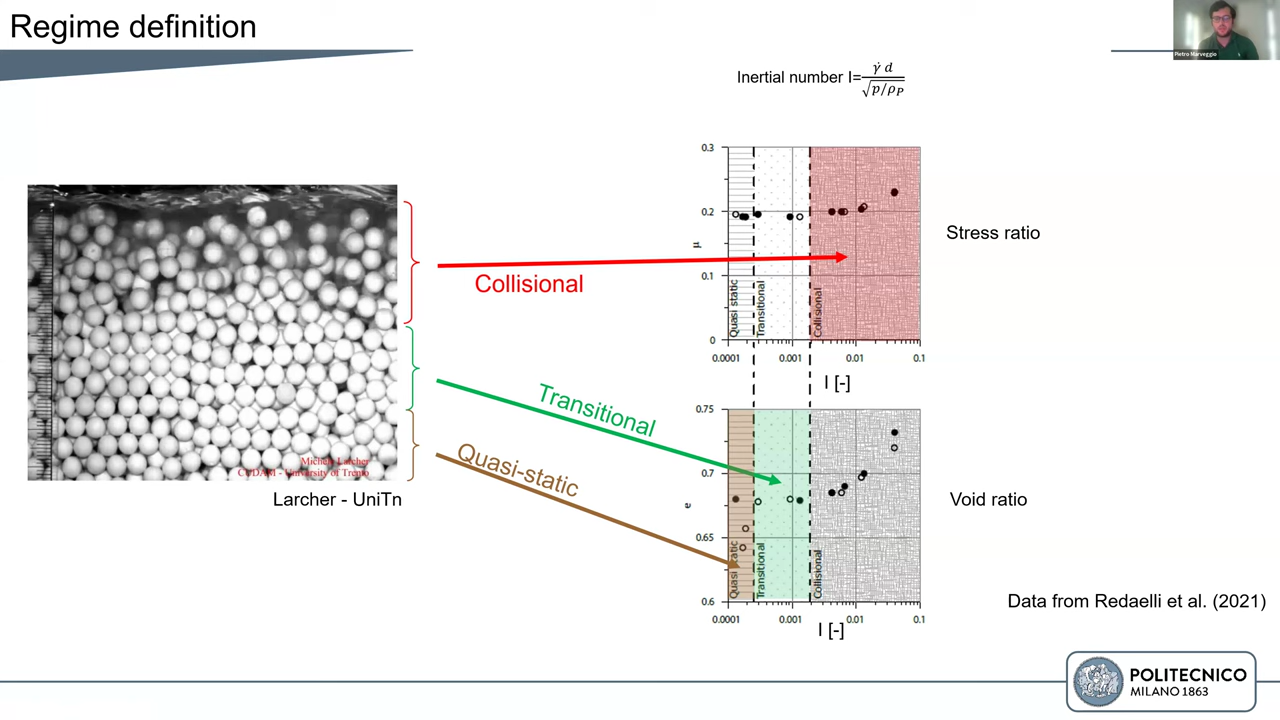 Regime definition
Pietro Marveggio
Inertial number I= γ̇ d / √p/ρP
0.3
0.2
0.1
0
μ
Quasi static
Transitional
Collisional
0.0001
0.001
0.01
0.1
I [-]
Stress ratio
Collisional
Transitional
Quasi-static
Michele Larcher
CUDAM - University of Trento
Larcher - UniTn
0.75
0.7
0.65
0.6
e
Quasi static
Transitional
Collisional
0.0001
0.001
0.01
0.1
I [-]
Void ratio
Data from Redaelli et al. (2021)
POLITECNICO
MILANO 1863